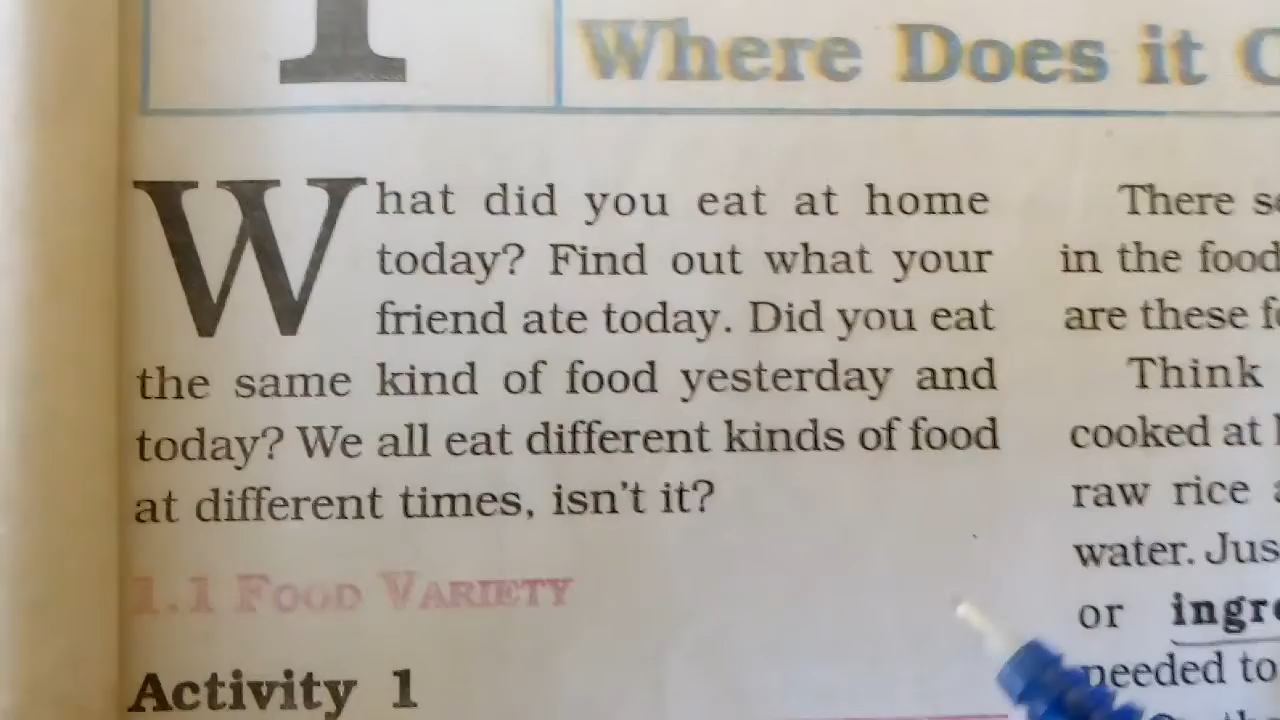 1
Where Does it
What did you eat at home
today? Find out what your
friend ate today. Did you eat
the same kind of food yesterday and
today? We all eat different kinds of food
at different times, isn't it?
1.1 FOOD VARIETY
Activity 1
There
in the food
are these
Think
cooked at
raw rice
water.
or
needed to